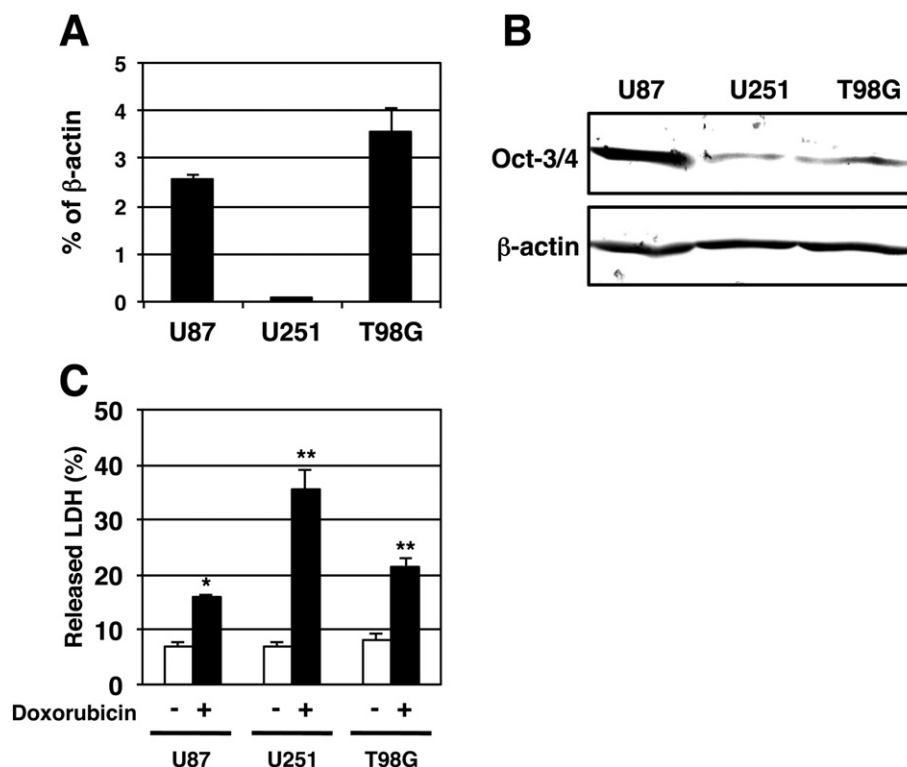 A
% of β-actin
5
4
3
2
1
0
U87 U251 T98G
B
U87 U251 T98G
Oct-3/4
β-actin
C
Released LDH (%)
50
40
30
20
10
0
* ** **
Doxorubicin - + - + - +
U87 U251 T98G